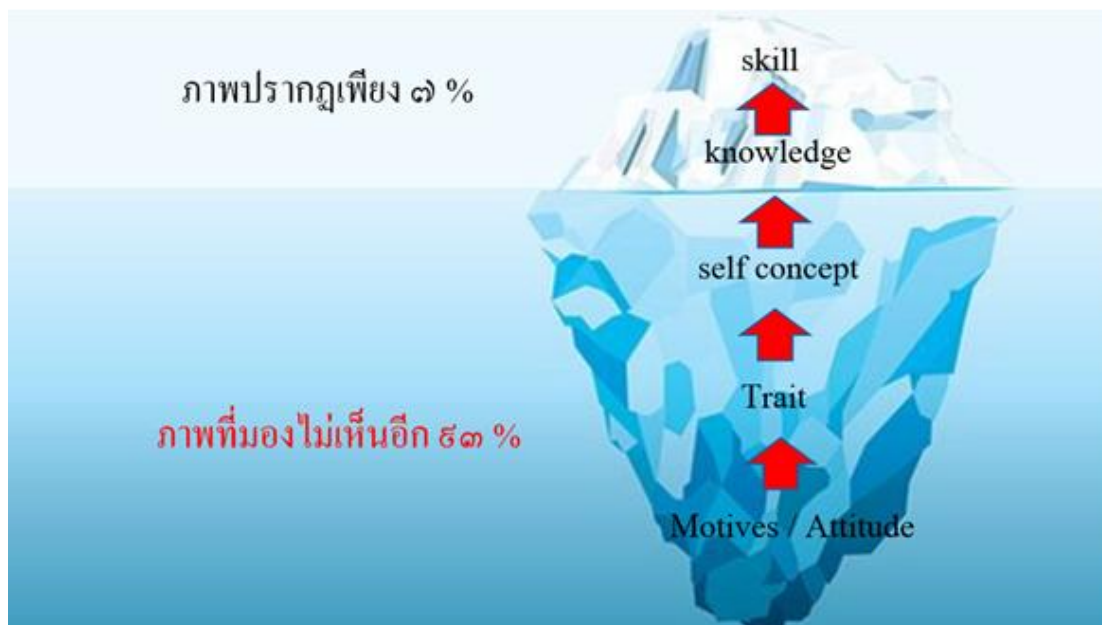 skill
ภาพปรากฏเพียง ๗ %
knowledge
self concept
Trait
ภาพที่มองไม่เห็นอีก ๙๓ %
Motives / Attitude